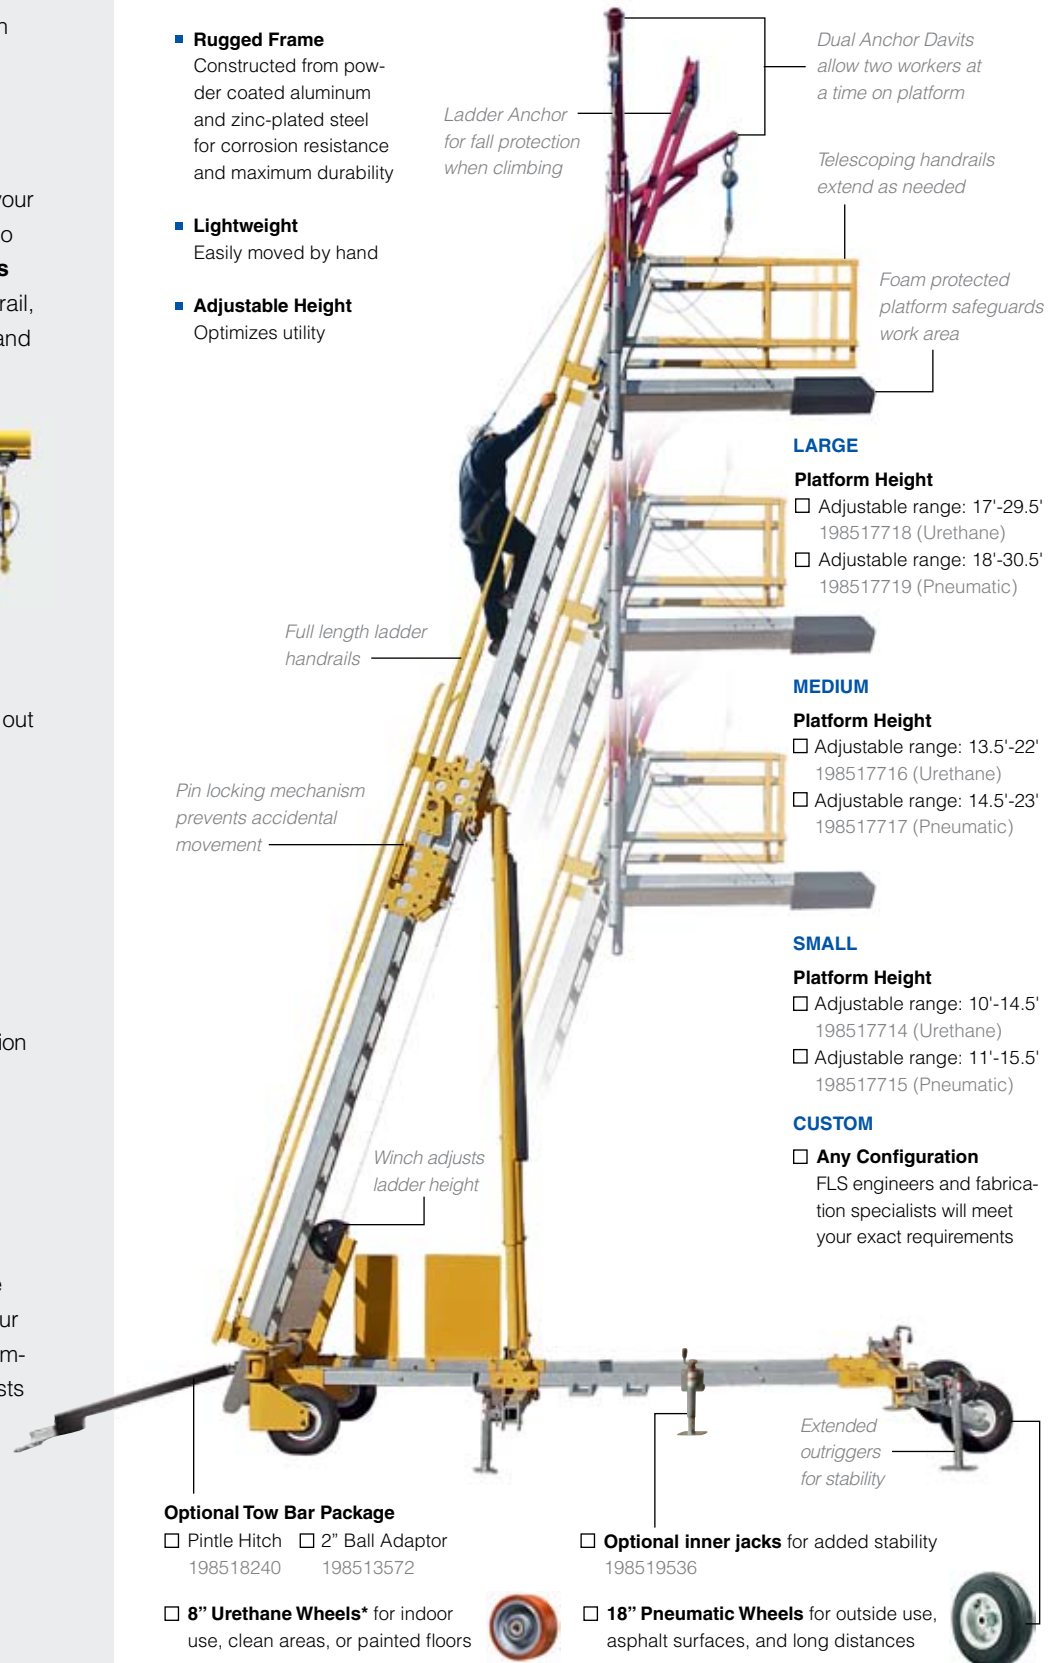 n
your
o
s
rail,
and
out
ion
e
ur
m-
sts
Rugged Frame
Constructed from pow-
der coated aluminum
and zinc-plated steel
for corrosion resistance
and maximum durability
Lightweight
Easily moved by hand
Adjustable Height
Optimizes utility
Ladder Anchor
for fall protection
when climbing
Dual Anchor Davits
allow two workers at
a time on platform
Telescoping handrails
extend as needed
Foam protected
platform safeguards
work area
LARGE
Platform Height
Adjustable range: 17'-29.5'
198517718 (Urethane)
Adjustable range: 18'-30.5'
198517719 (Pneumatic)
Full length ladder
handrails
MEDIUM
Platform Height
Adjustable range: 13.5'-22'
198517716 (Urethane)
Adjustable range: 14.5'-23'
198517717 (Pneumatic)
Pin locking mechanism
prevents accidental
movement
SMALL
Platform Height
Adjustable range: 10'-14.5'
198517714 (Urethane)
Adjustable range: 11'-15.5'
198517715 (Pneumatic)
CUSTOM
Any Configuration
FLS engineers and fabrica-
tion specialists will meet
your exact requirements
Winch adjusts
ladder height
Extended
outriggers
for stability
Optional Tow Bar Package
Pintle Hitch 2" Ball Adaptor
198518240 198513572
Optional inner jacks for added stability
198519536
8" Urethane Wheels* for indoor
use, clean areas, or painted floors
18" Pneumatic Wheels for outside use,
asphalt surfaces, and long distances